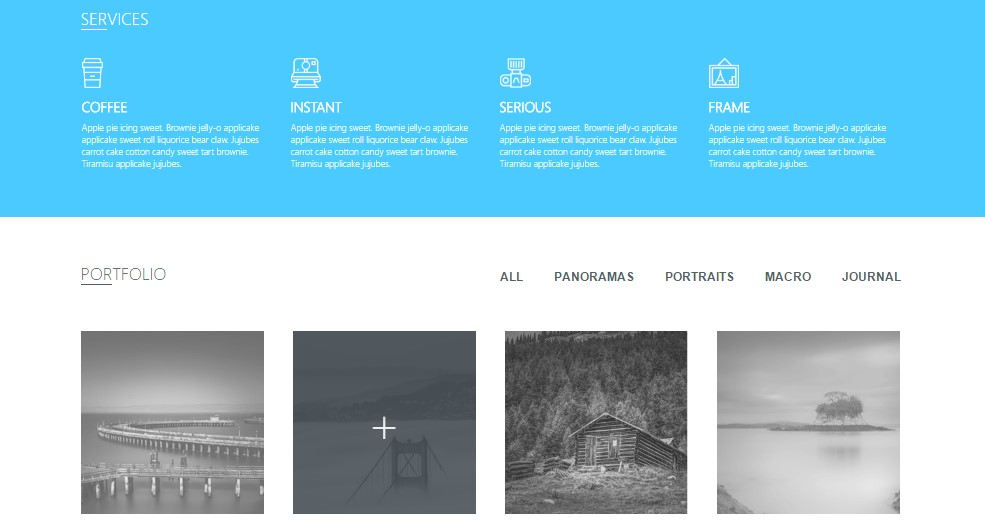 SERVICES
COFFEE
Apple pie icing sweet. Brownie jelly-o applicake
applicake sweet roll liquorice bear claw. Jujubes
carrot cake cotton candy sweet tart brownie.
Tiramisu applicake jujubes.
INSTANT
Apple pie icing sweet. Brownie jelly-o applicake
applicake sweet roll liquorice bear claw. Jujubes
carrot cake cotton candy sweet tart brownie.
Tiramisu applicake jujubes.
SERIOUS
Apple pie icing sweet. Brownie jelly-o applicake
applicake sweet roll liquorice bear claw. Jujubes
carrot cake cotton candy sweet tart brownie.
Tiramisu applicake jujubes.
FRAME
Apple pie icing sweet. Brownie jelly-o applicake
applicake sweet roll liquorice bear claw. Jujubes
carrot cake cotton candy sweet tart brownie.
Tiramisu applicake jujubes.
PORTFOLIO
ALL PANORAMAS PORTRAITS MACRO JOURNAL